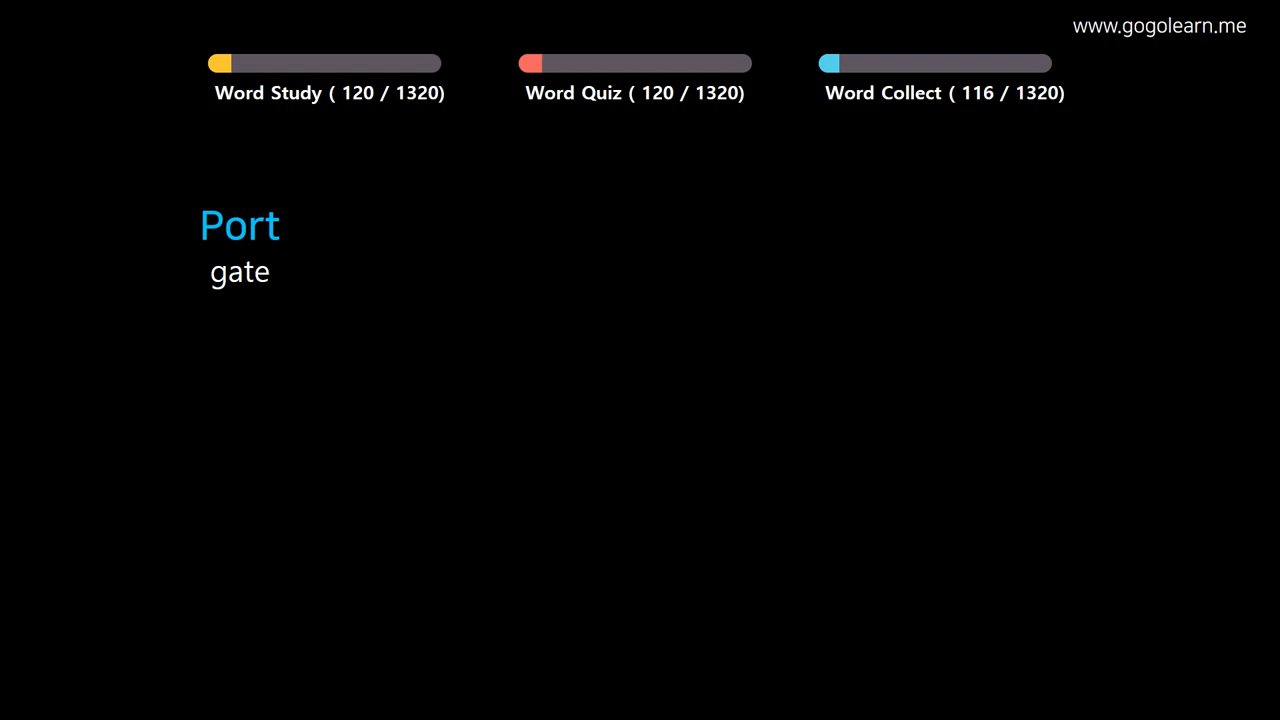 www.gogolearn.me
Word Study ( 120 / 1320)
Word Quiz ( 120 / 1320)
Word Collect ( 116 / 1320)
Port
gate